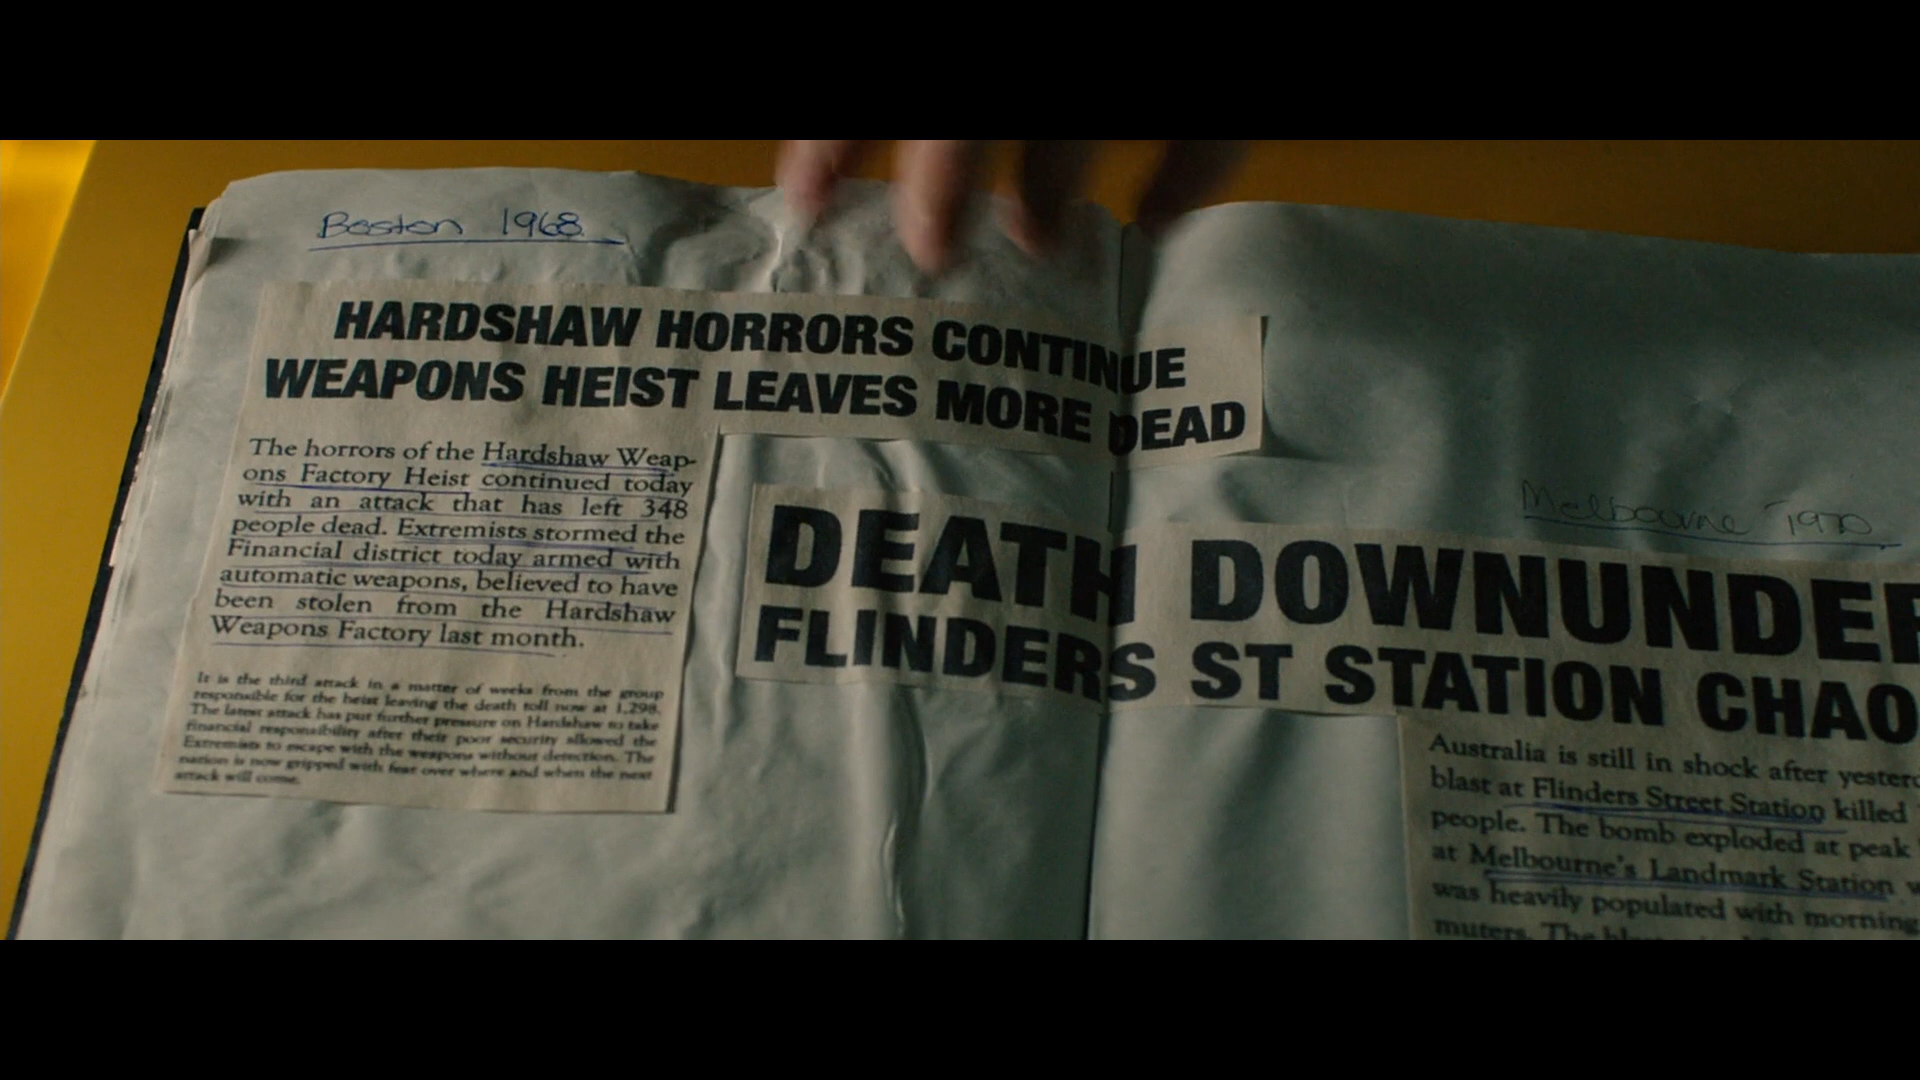 Boston 1968
HARDSHAW HORRORS CONTINUE
WEAPONS HEIST LEAVES MORE DEAD
The horrors of the Hardshaw Weap-
ons Factory Heist continued today
with an attack that has left 348
people dead. Extremists stormed the
Financial district today armed with
automatic weapons, believed to have
been stolen from the Hardshaw
Weapons Factory last month.
It is the third attack in a matter of weeks from the group
responsible for the heist leaving the death toll now at 1,298.
The latest attack has put further pressure on Hardshaw to take
financial responsibility after their poor security allowed the
Extremists to escape with the weapons without detection. The
nation is now gripped with fear over where and when the next
attack will come.
Melbourne 1970
DEATH DOWNUNDER
FLINDERS ST STATION CHAO
Australia is still in shock after yester
blast at Flinders Street Station killed
people. The bomb exploded at peak
at Melbourne's Landmark Station
was heavily populated with morning
muters. The